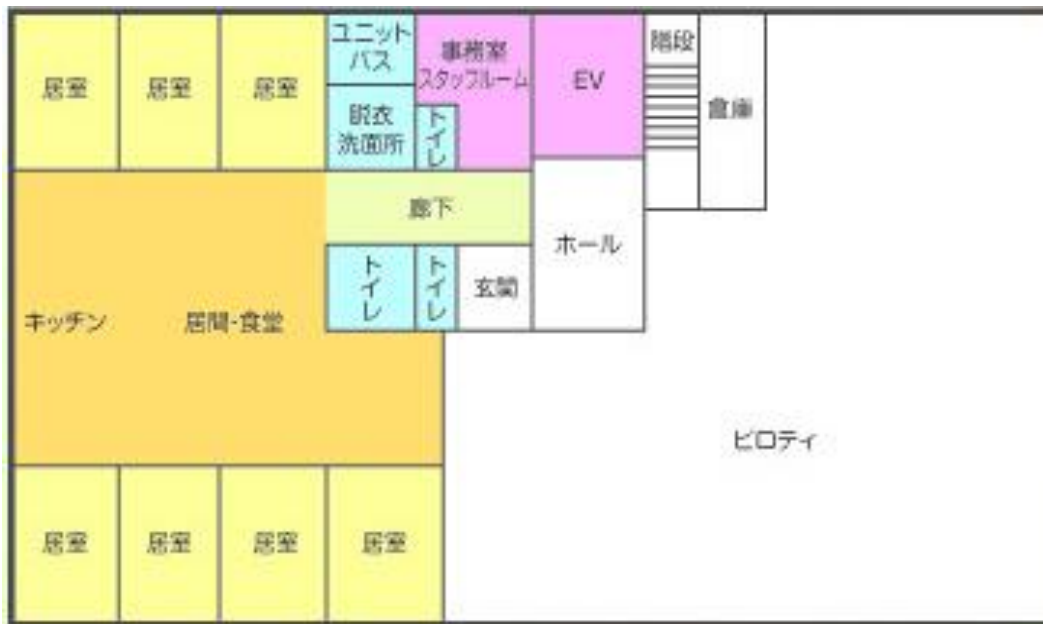 居室
居室
居室
ユニット
バス
脱衣
洗面所
事務室
スタッフルーム
トイレ
EV
階段
倉庫
廊下
ホール
トイレ
トイレ
玄関
キッチン
居間・食堂
ピロティ
居室
居室
居室
居室